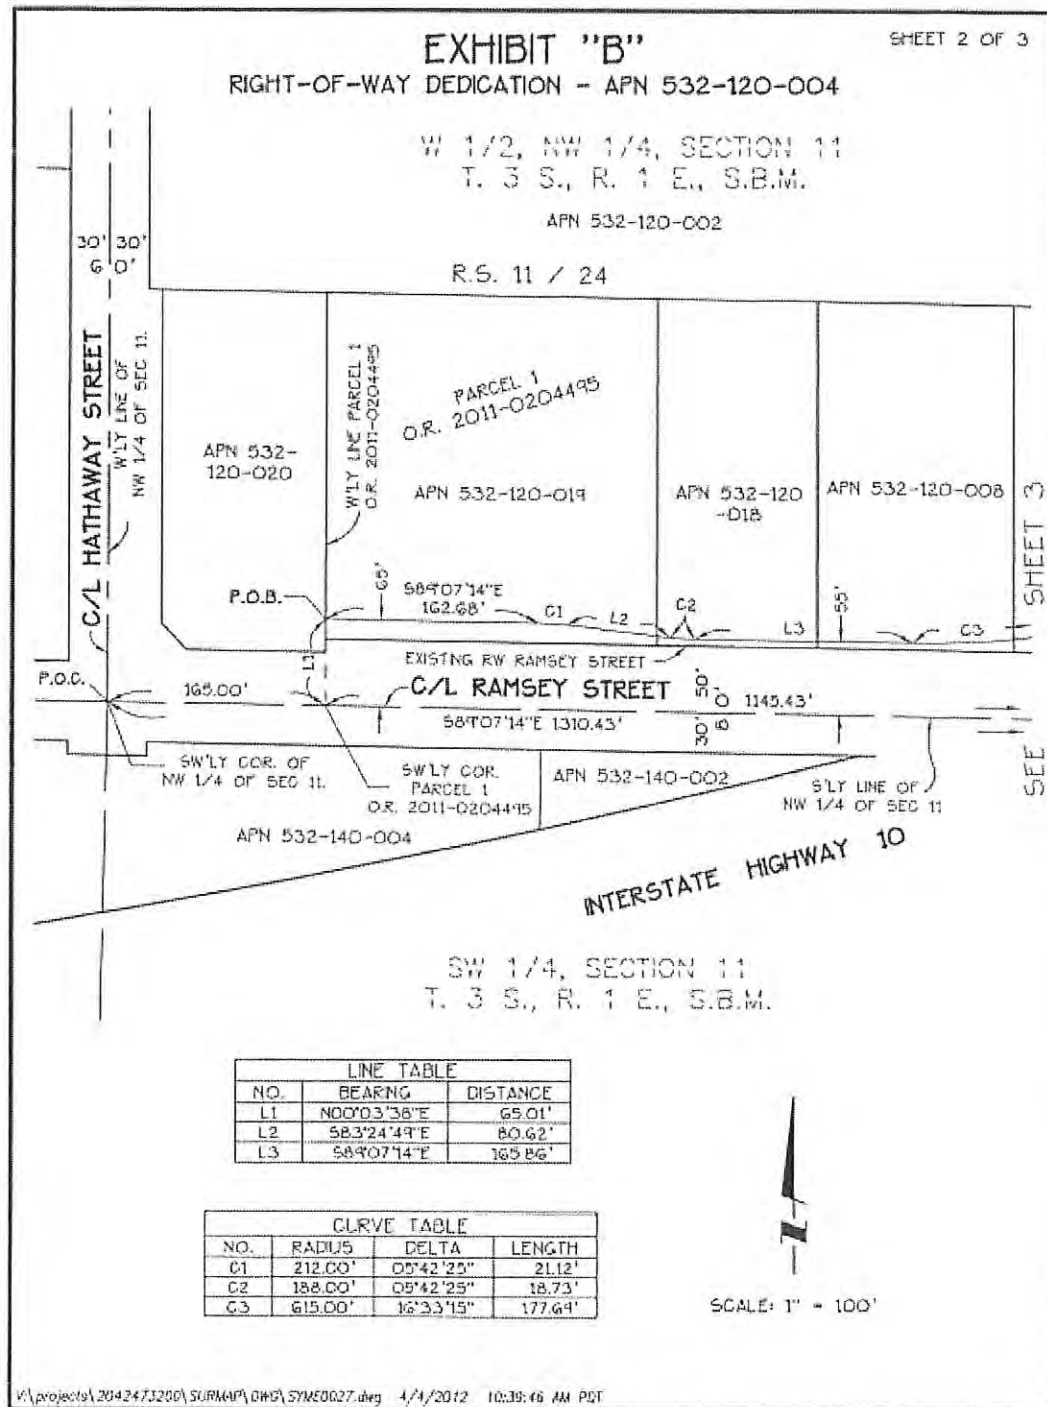 EXHIBIT "B"
SHEET 2 OF 3
RIGHT-OF-WAY DEDICATION - APN 532-120-004
W 1/2, NW 1/4, SECTION 11
T. 3 S., R. 1 E., S.B.M.
APN 532-120-002
R.S. 11 / 24
30' 30'
60'
C/L HATHAWAY STREET
W'LY LINE OF
NW 1/4 OF SEC 11.
APN 532-
120-020
W'LY LINE PARCEL 1
O.R. 2011-0204495
PARCEL 1
O.R. 2011-0204495
APN 532-120-019
APN 532-120
-018
APN 532-120-008
SEE SHEET 3
P.O.B.
65'
S89°07'14"E
162.68'
C1
L2
C2
L3
55'
C3
L1
EXISTING RW RAMSEY STREET
P.O.C.
165.00'
C/L RAMSEY STREET
S89°07'14"E 1310.43'
30' 50'
80'
1145.43'
SW'LY COR. OF
NW 1/4 OF SEC 11.
SW'LY COR.
PARCEL 1
O.R. 2011-0204495
APN 532-140-002
S'LY LINE OF
NW 1/4 OF SEC 11
APN 532-140-004
INTERSTATE HIGHWAY 10
SW 1/4, SECTION 11
T. 3 S., R. 1 E., S.B.M.
LINE TABLE
NO. BEARING DISTANCE
L1 N00°03'38"E 65.01'
L2 S83°24'49"E 80.62'
L3 S89°07'14"E 165.86'
CURVE TABLE
NO. RADIUS DELTA LENGTH
C1 212.00' 05°42'25" 21.12'
C2 188.00' 05°42'25" 18.73'
C3 615.00' 16°33'15" 177.69'
SCALE: 1" = 100'
V:\projects\2042473200\SURMAP\DWG\SYME0027.dwg 4/4/2012 10:39:46 AM PDT